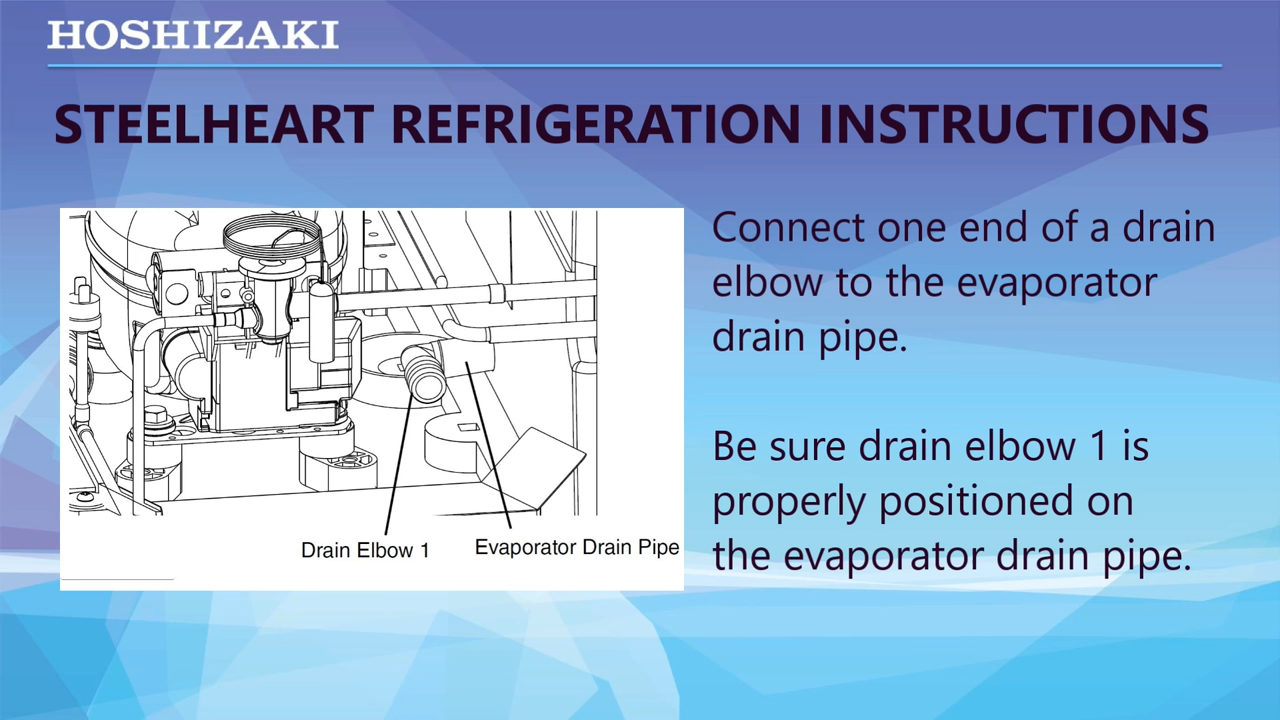 HOSHIZAKI
STEELHEART REFRIGERATION INSTRUCTIONS
Connect one end of a drain
elbow to the evaporator
drain pipe.
Be sure drain elbow 1 is
properly positioned on
the evaporator drain pipe.
Drain Elbow 1
Evaporator Drain Pipe